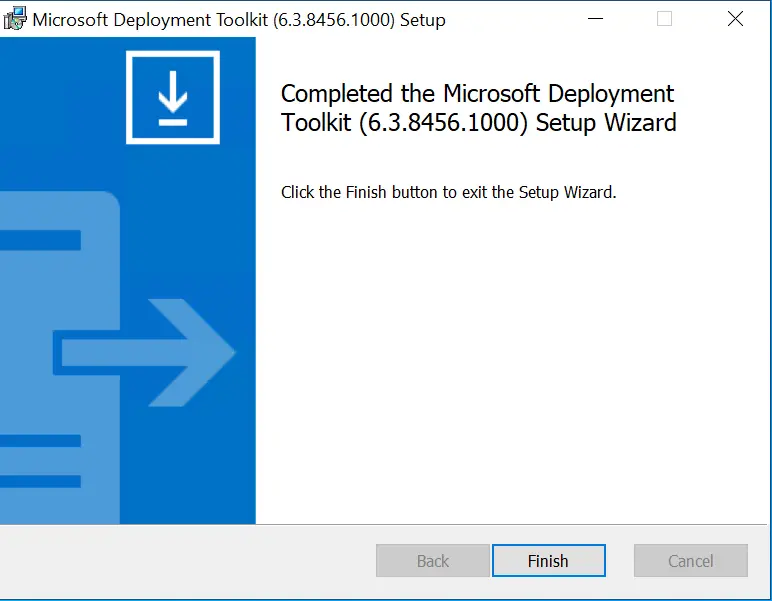 Microsoft Deployment Toolkit (6.3.8456.1000) Setup
Completed the Microsoft Deployment
Toolkit (6.3.8456.1000) Setup Wizard
Click the Finish button to exit the Setup Wizard.
Back Finish Cancel